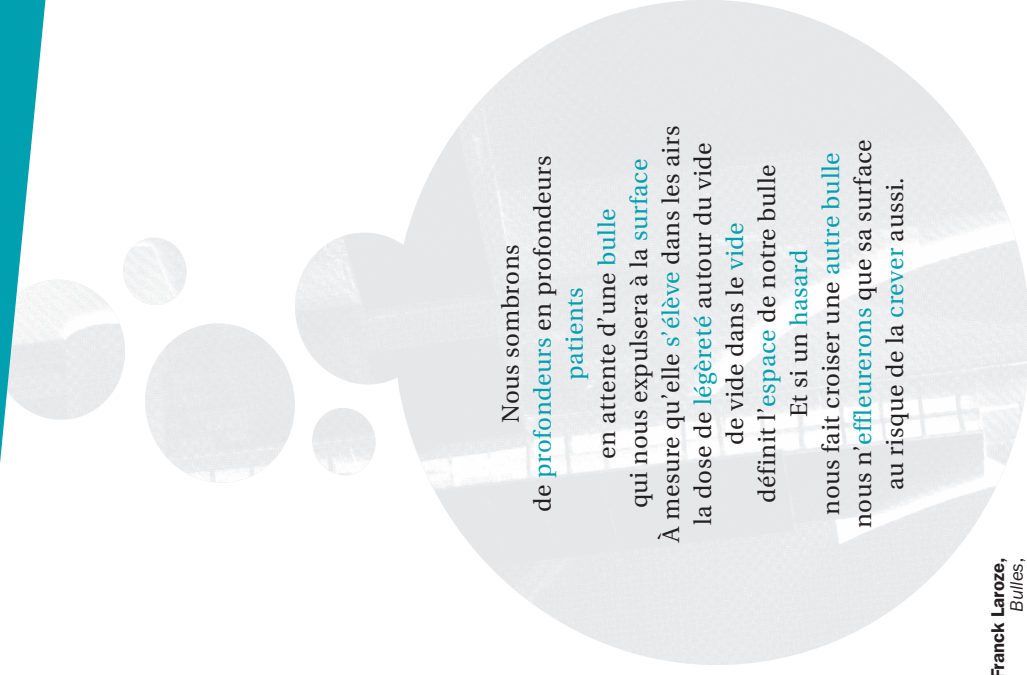 Nous sombrons
de profondeurs en profondeurs
patients
en attente d’une bulle
qui nous expulsera à la surface
À mesure qu’elle s’élève dans les airs
la dose de légèreté autour du vide
de vide dans le vide
définit l’espace de notre bulle
Et si un hasard
nous fait croiser une autre bulle
nous n’effleurerons que sa surface
au risque de la crever aussi.
Franck Laroze,
Bulles,